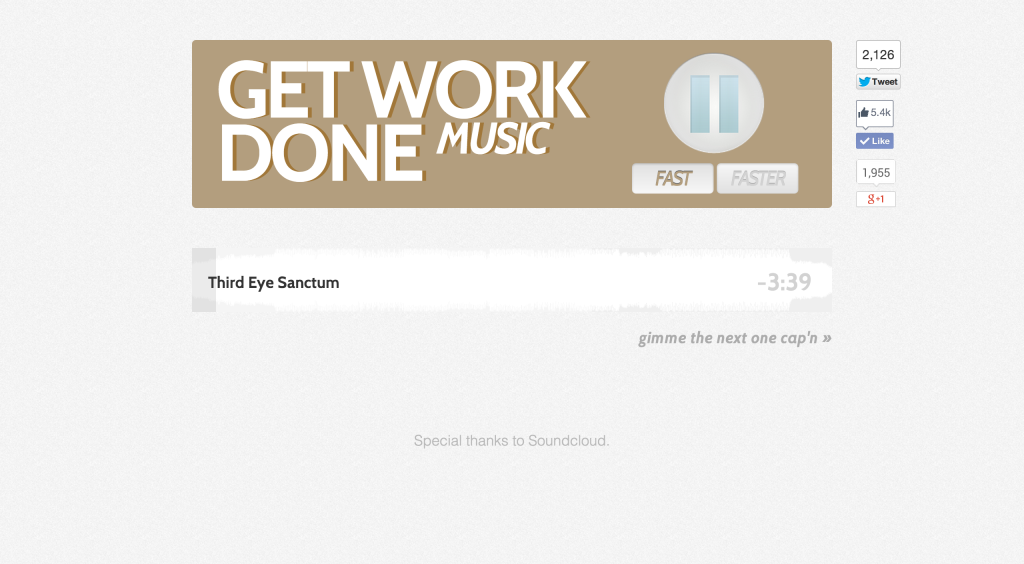 GET WORK
DONE MUSIC
FAST FASTER
2,126
Tweet
5.4k
Like
1,955
g+1
Third Eye Sanctum -3:39
gimme the next one cap'n »
Special thanks to Soundcloud.